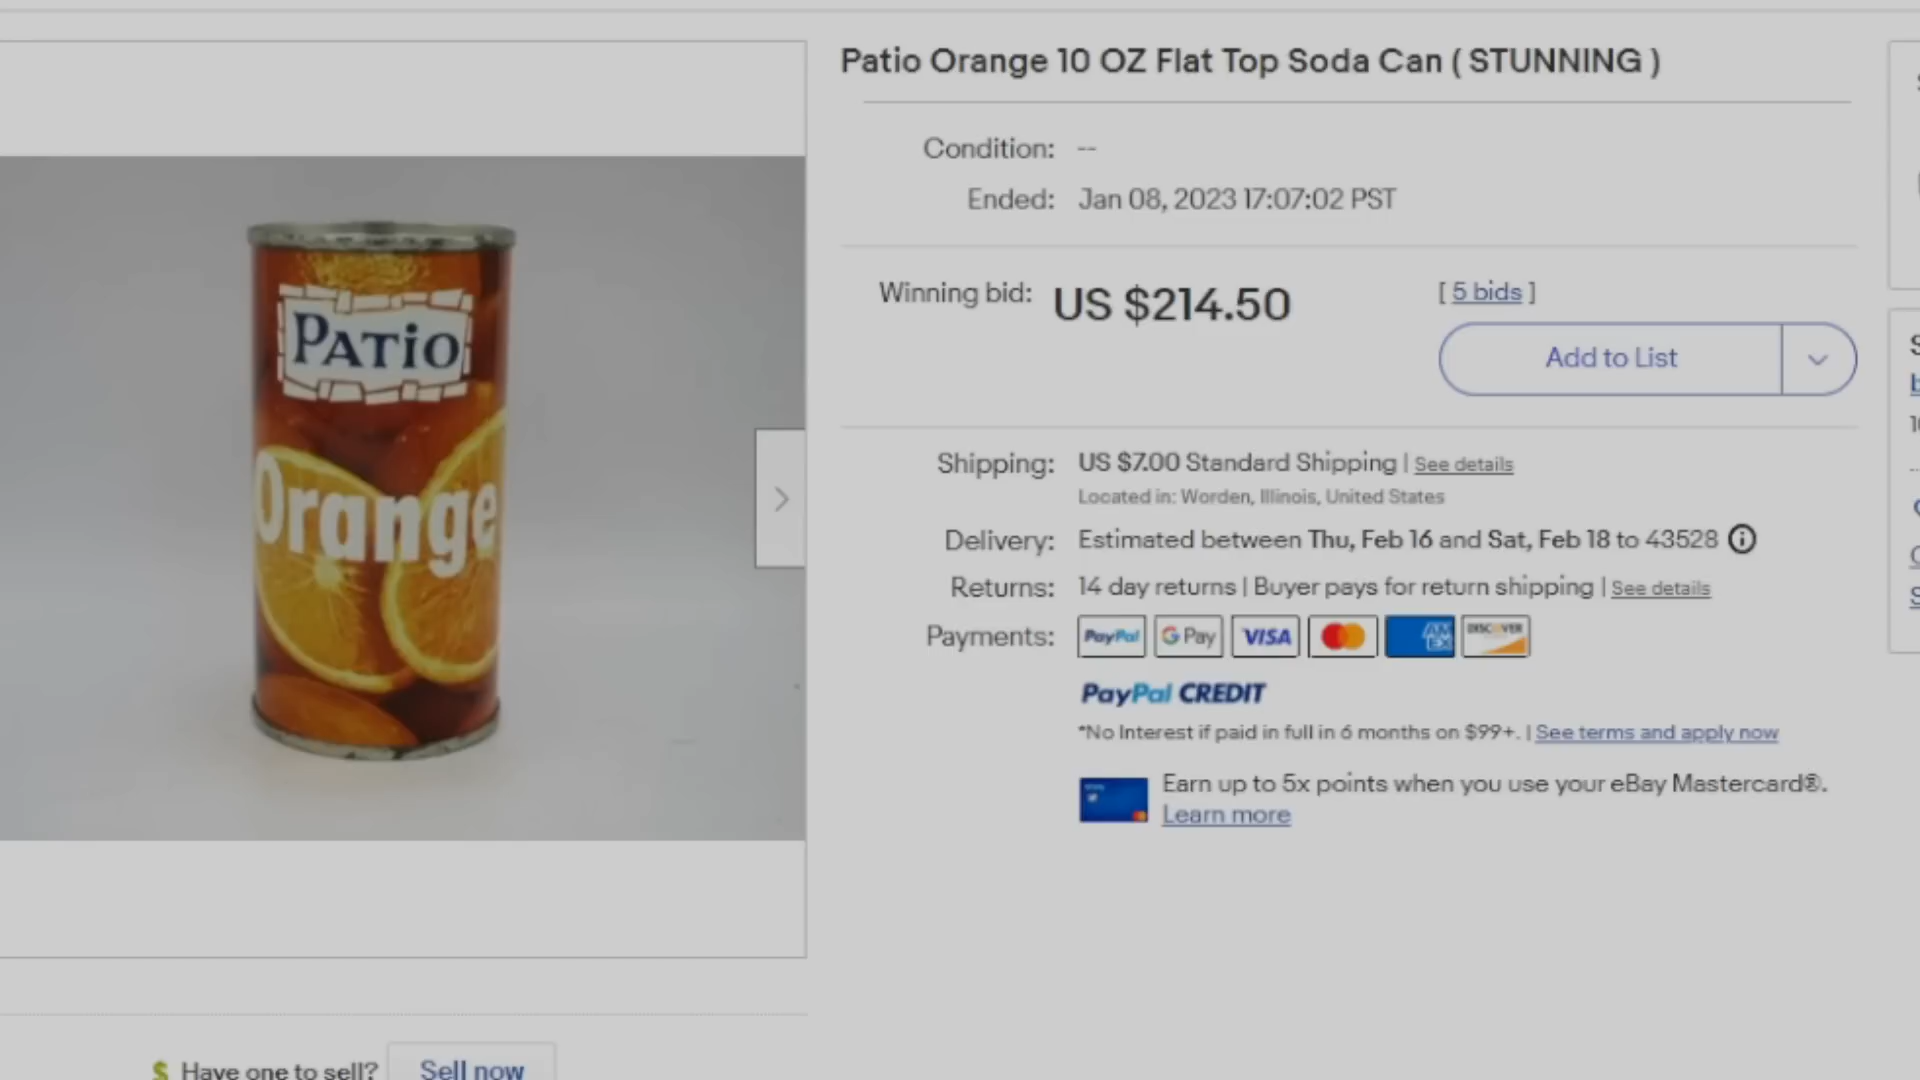 Patio Orange 10 OZ Flat Top Soda Can ( STUNNING )
Condition: --
Ended: Jan 08, 2023 17:07:02 PST
Winning bid: US $214.50 [ 5 bids ]
Add to List
Shipping: US $7.00 Standard Shipping | See details
Located in: Worden, Illinois, United States
Delivery: Estimated between Thu, Feb 16 and Sat, Feb 18 to 43528
Returns: 14 day returns | Buyer pays for return shipping | See details
Payments: PayPal G Pay VISA AM EX DISCOVER
PayPal CREDIT
*No Interest if paid in full in 6 months on $99+. | See terms and apply now
Earn up to 5x points when you use your eBay Mastercard®.
Learn more
PATiO
Orange
$ Have one to sell? Sell now